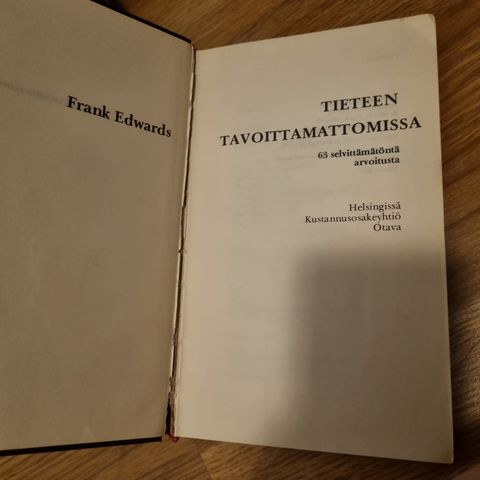 Frank Edwards
TIETEEN
TAVOITTAMATTOMISSA
63 selvittämätöntä
arvoitusta
Helsingissä
Kustannusosakeyhtiö
Otava